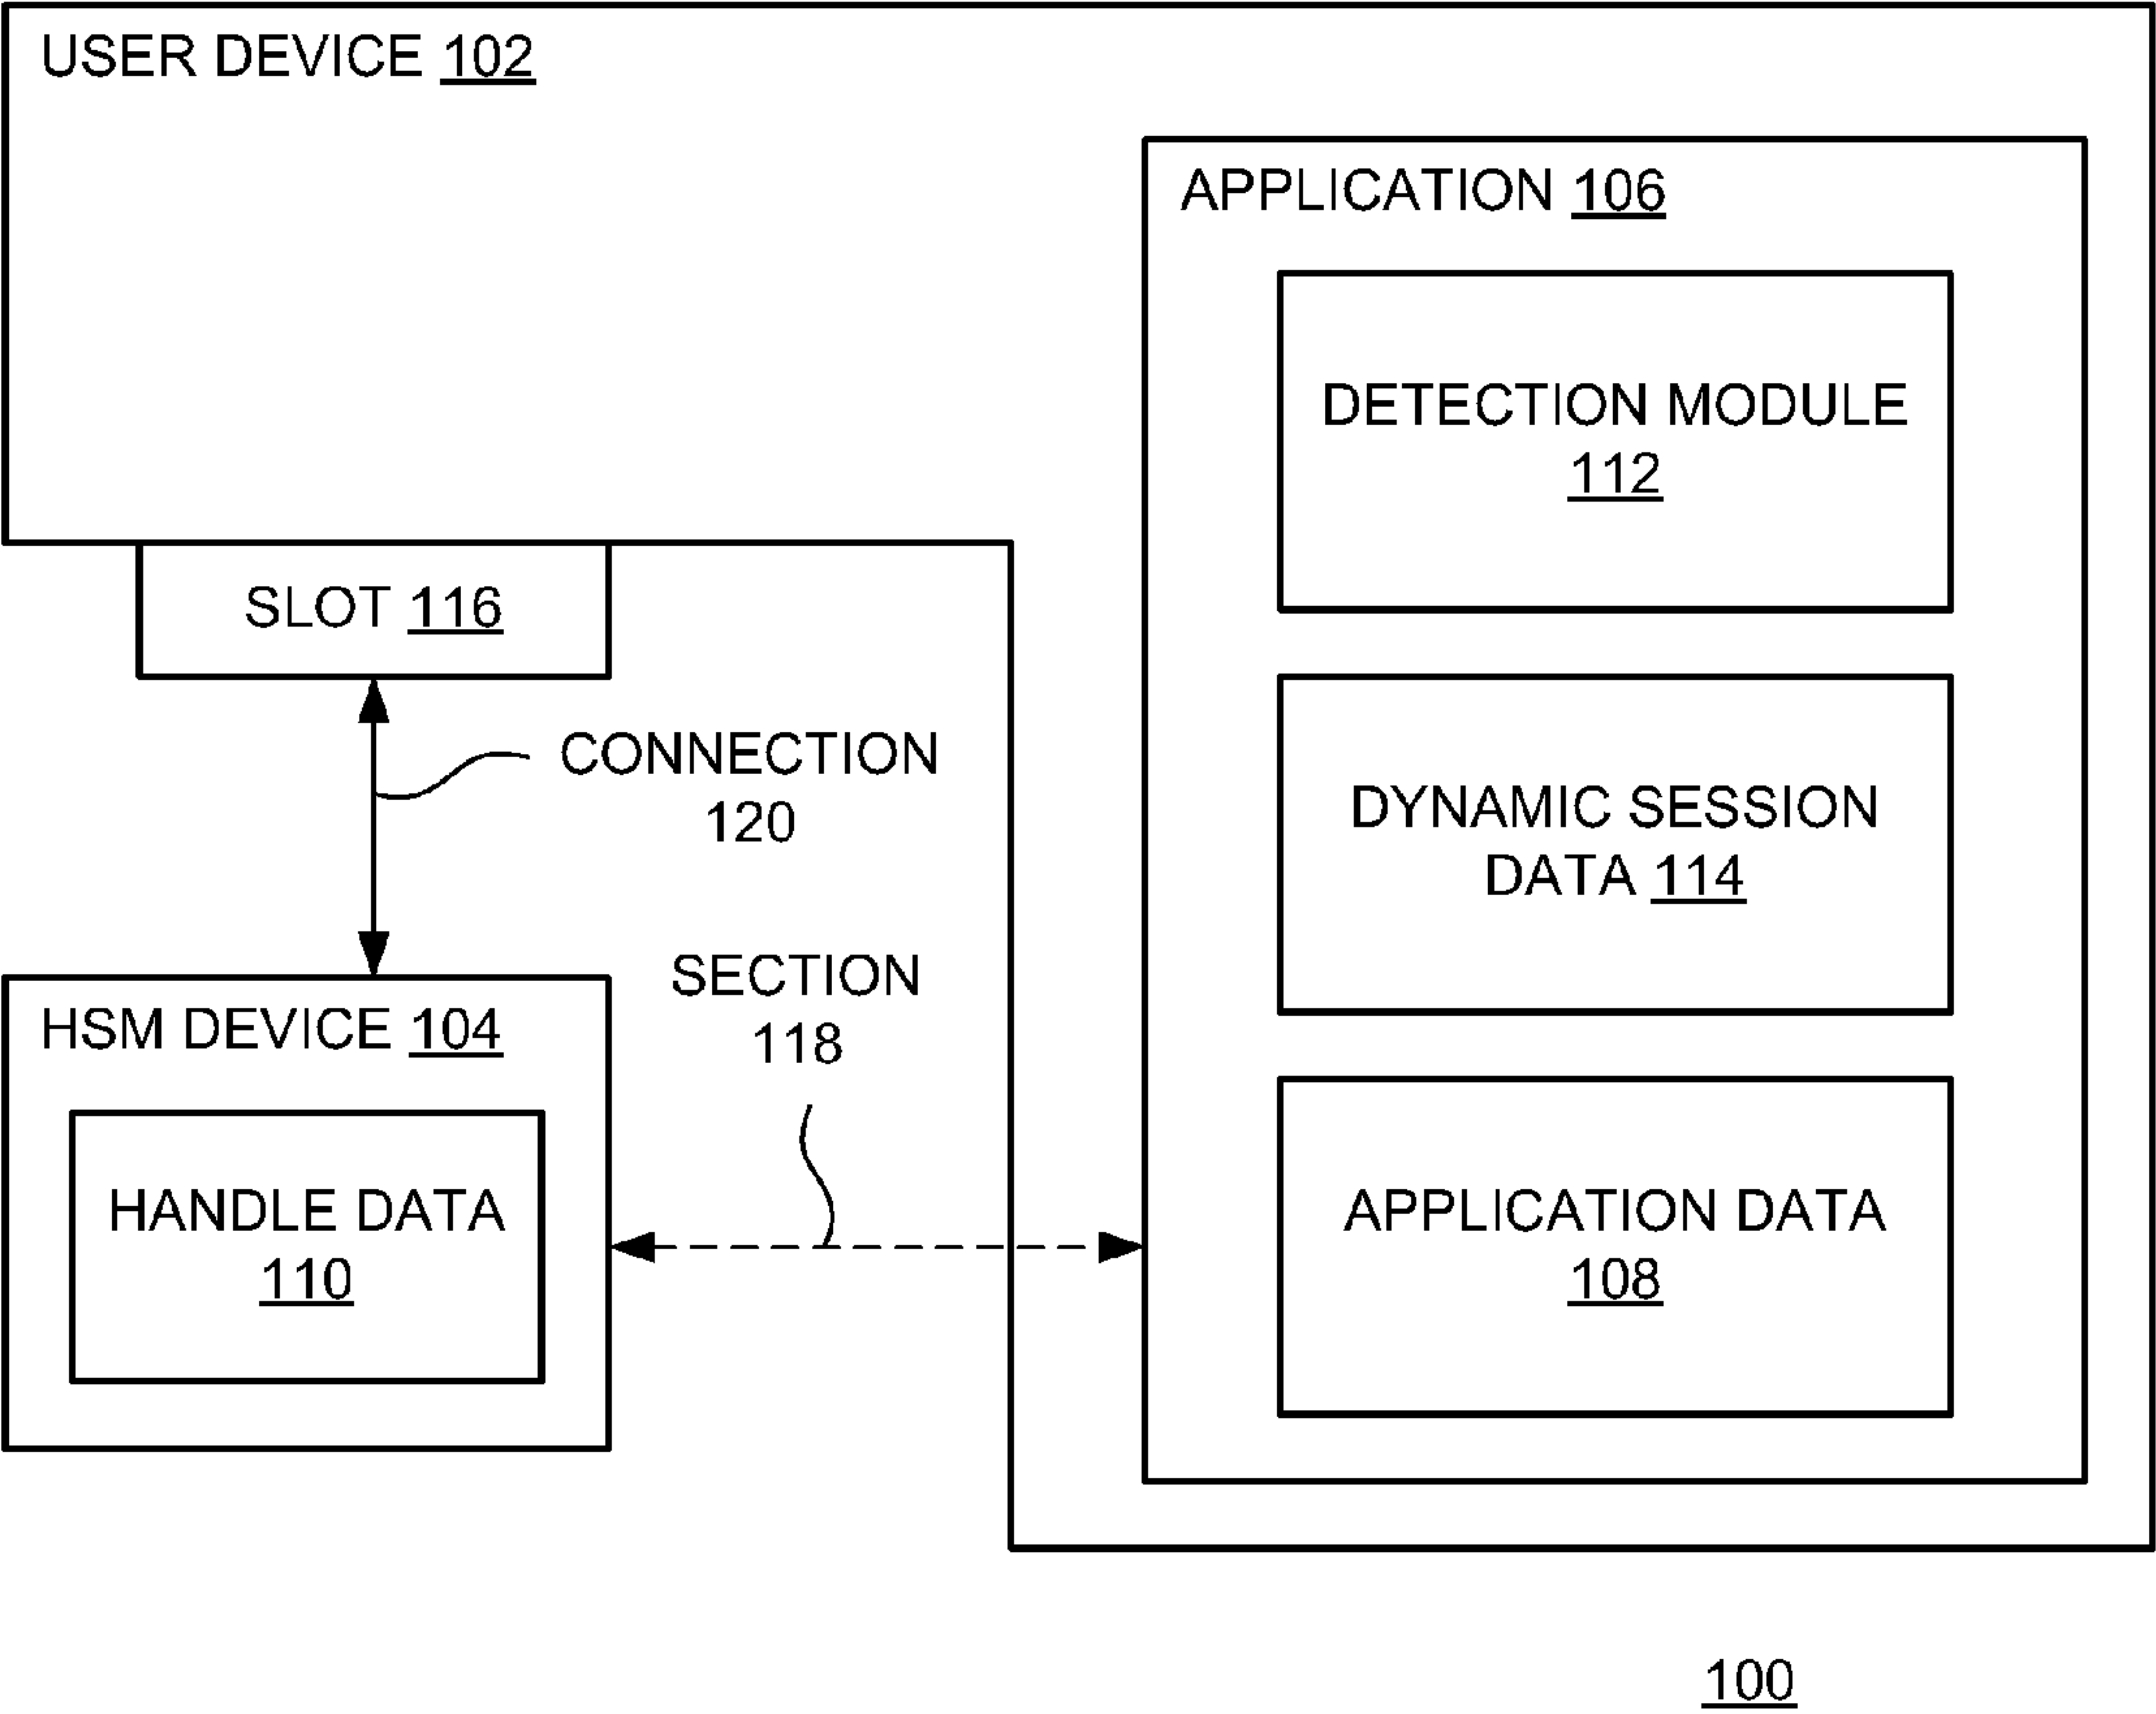 USER DEVICE 102
APPLICATION 106
DETECTION MODULE
112
SLOT 116
CONNECTION
120
DYNAMIC SESSION
DATA 114
SECTION
118
HSM DEVICE 104
HANDLE DATA
110
APPLICATION DATA
108
100